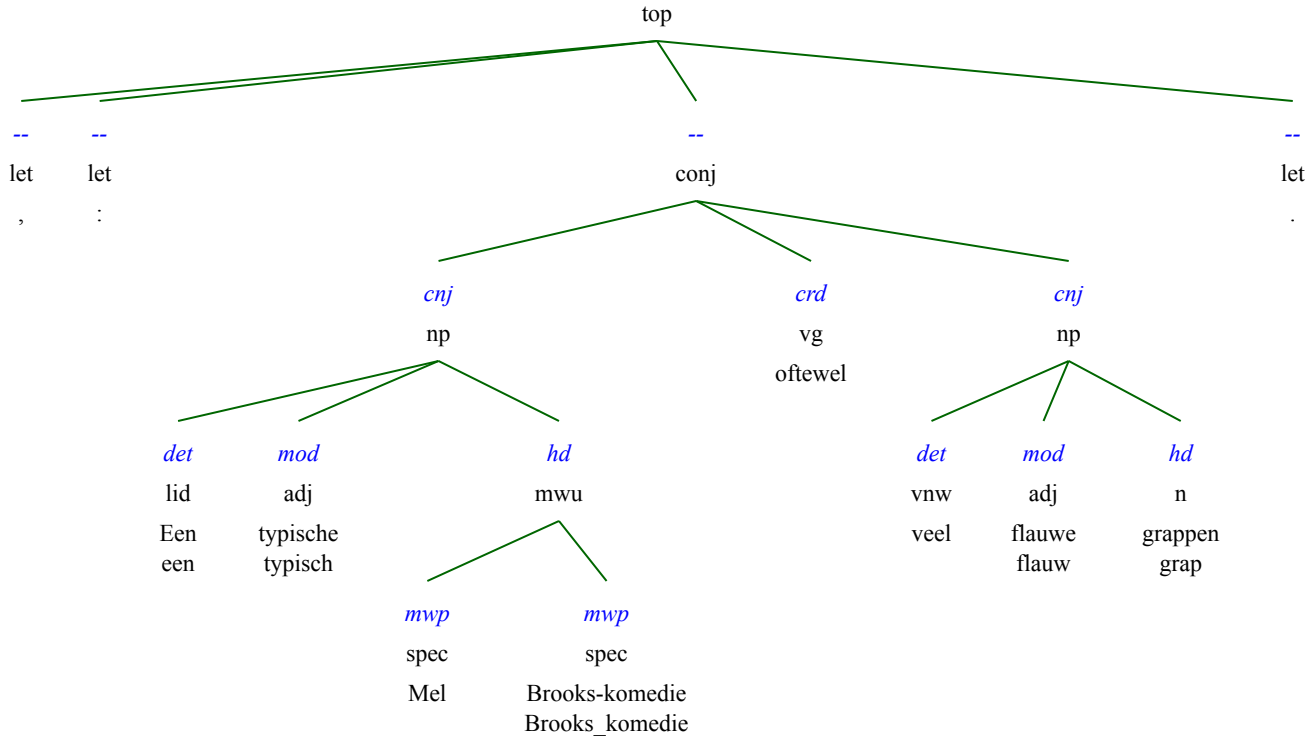 top
-- -- -- --
let let conj let
, : .
cnj crd cnj
np vg np
oftewel
det mod hd det mod hd
lid adj mwu vnw adj n
Een typische veel flauwe grappen
een typisch flauw grap
mwp mwp
spec spec
Mel Brooks-komedie
Brooks_komedie